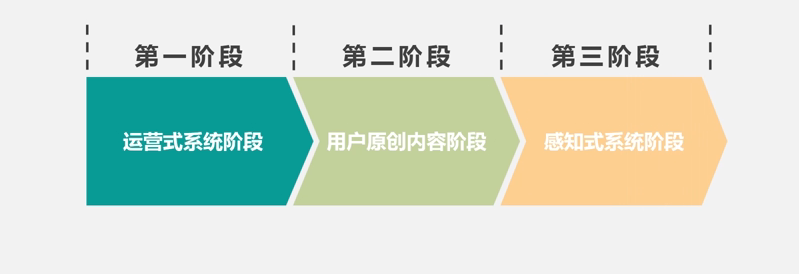 第一阶段
第二阶段
第三阶段
运营式系统阶段
用户原创内容阶段
感知式系统阶段